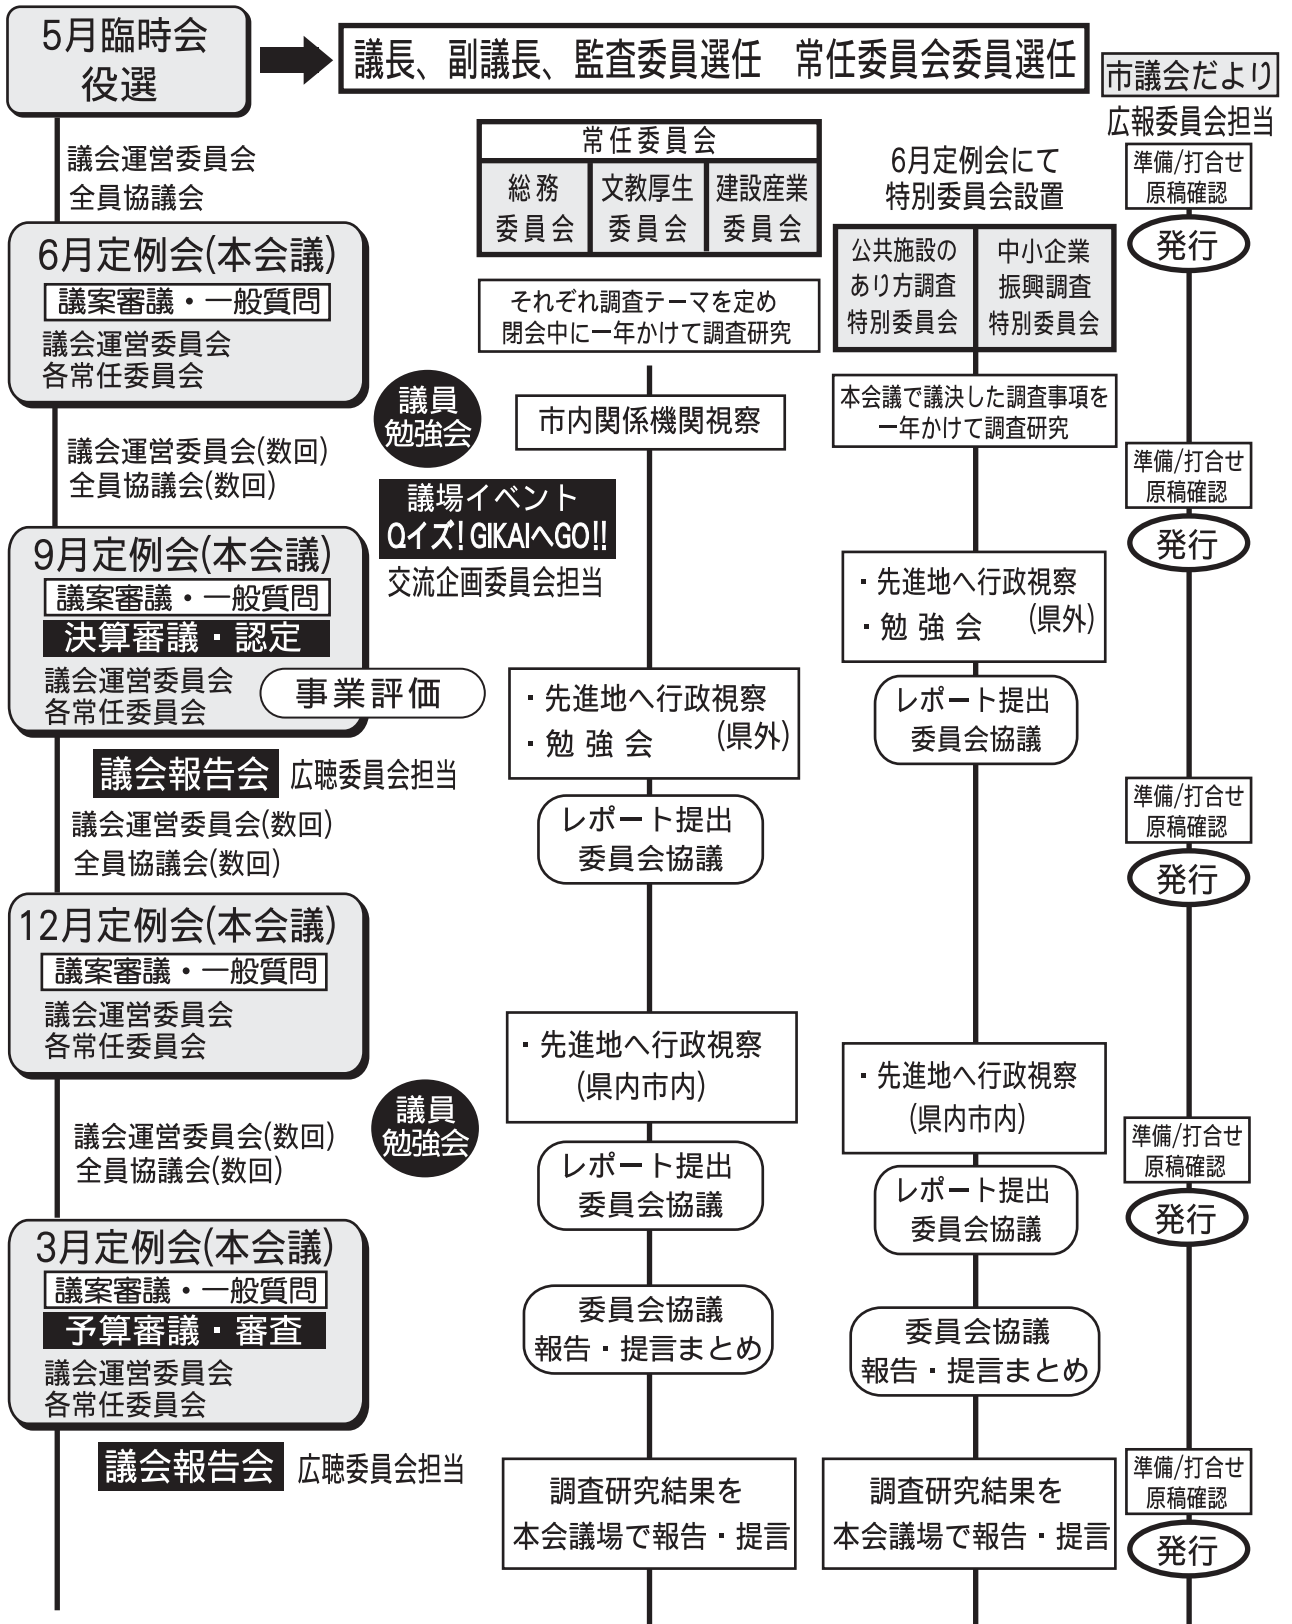 5月臨時会
役選
議長、副議長、監査委員選任　常任委員会委員選任
議会運営委員会
全員協議会
6月定例会(本会議)
議案審議・一般質問
議会運営委員会
各常任委員会
議会運営委員会(数回)
全員協議会(数回)
9月定例会(本会議)
議案審議・一般質問
決算審議・認定
議会運営委員会
各常任委員会
事業評価
議会報告会 広聴委員会担当
議会運営委員会(数回)
全員協議会(数回)
12月定例会(本会議)
議案審議・一般質問
議会運営委員会
各常任委員会
議会運営委員会(数回)
全員協議会(数回)
3月定例会(本会議)
議案審議・一般質問
予算審議・審査
議会運営委員会
各常任委員会
議会報告会 広聴委員会担当
議員
勉強会
議場イベント
Qイズ!GIKAIへGO!!
交流企画委員会担当
議員
勉強会
常任委員会
総務
委員会
文教厚生
委員会
建設産業
委員会
それぞれ調査テーマを定め
閉会中に一年かけて調査研究
市内関係機関視察
・先進地へ行政視察
(県外)
・勉強会
レポート提出
委員会協議
・先進地へ行政視察
(県内市内)
レポート提出
委員会協議
委員会協議
報告・提言まとめ
調査研究結果を
本会議場で報告・提言
6月定例会にて
特別委員会設置
公共施設の
あり方調査
特別委員会
中小企業
振興調査
特別委員会
本会議で議決した調査事項を
一年かけて調査研究
・先進地へ行政視察
(県外)
・勉強会
レポート提出
委員会協議
・先進地へ行政視察
(県内市内)
レポート提出
委員会協議
委員会協議
報告・提言まとめ
調査研究結果を
本会議場で報告・提言
市議会だより
広報委員会担当
準備/打合せ
原稿確認
発行
準備/打合せ
原稿確認
発行
準備/打合せ
原稿確認
発行
準備/打合せ
原稿確認
発行
準備/打合せ
原稿確認
発行